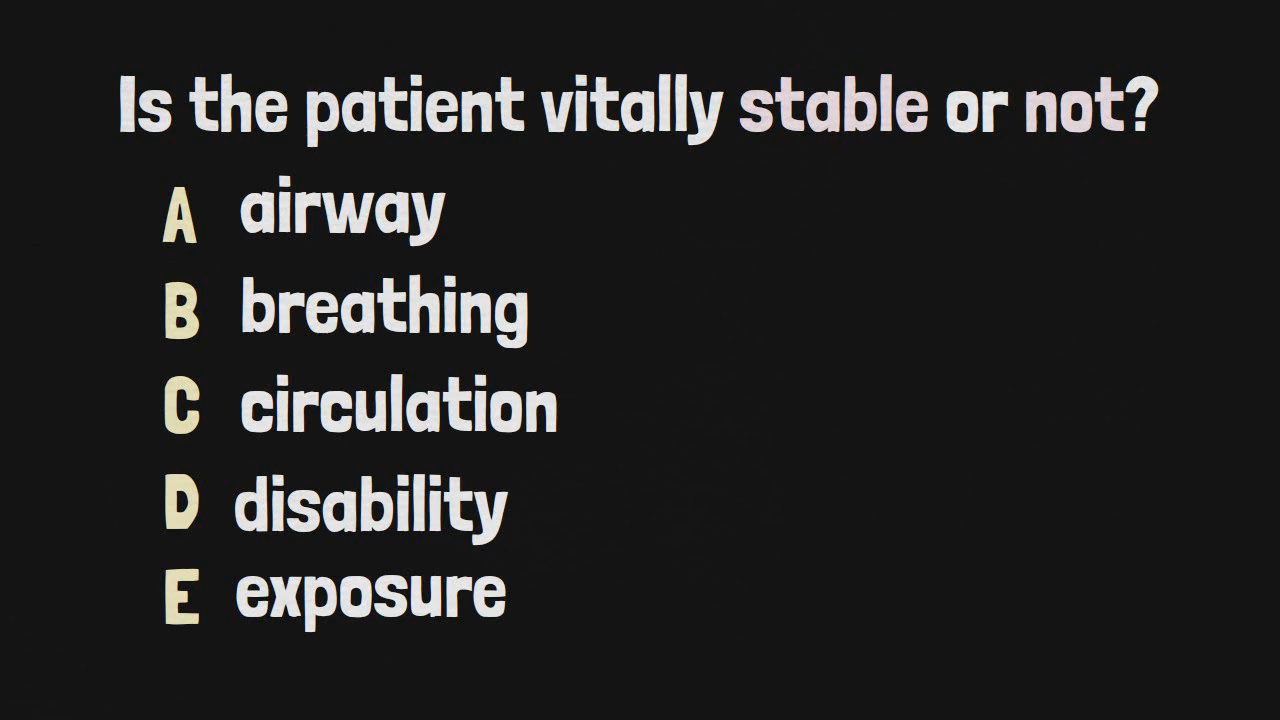 Is the patient vitally stable or not?
A airway
B breathing
C circulation
D disability
E exposure